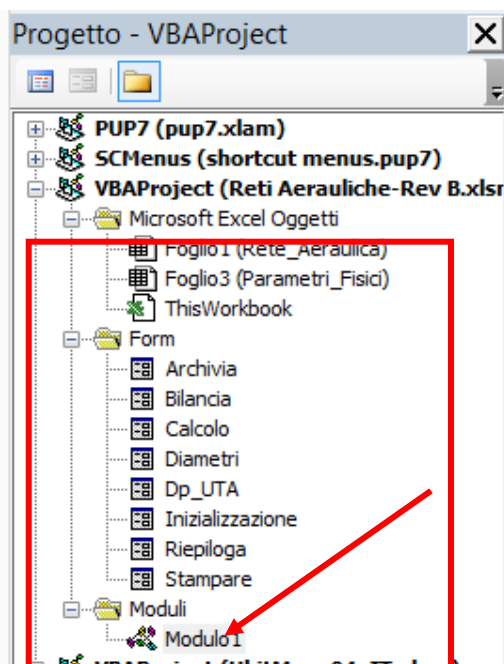 Progetto - VBAProject
PUP7 (pup7.xlam)
SCMenus (shortcut menus.pup7)
VBAProject (Reti Aerauliche-Rev B.xlsm
Microsoft Excel Oggetti
Foglio1 (Rete_Aeraulica)
Foglio3 (Parametri_Fisici)
ThisWorkbook
Form
Archivia
Bilancia
Calcolo
Diametri
Dp_UTA
Inizializzazione
Riepiloga
Stampare
Moduli
Modulo1